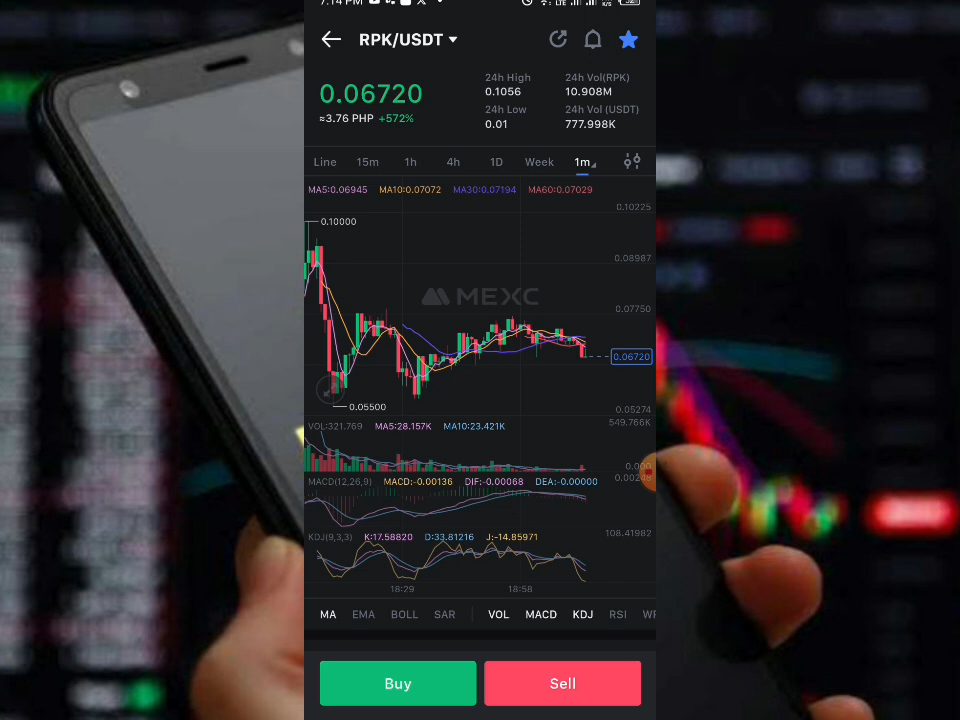 7:14 PM
RPK/USDT
0.06720
≈3.76 PHP +572%
24h High
0.1056
24h Low
0.01
24h Vol(RPK)
10.908M
24h Vol (USDT)
777.998K
Line 15m 1h 4h 1D Week 1m
MA5:0.06945 MA10:0.07072 MA30:0.07194 MA60:0.07029
0.10225
0.10000
0.08987
MEXC
0.07750
0.06720
0.05500
0.05274
VOL:321.769 MA5:28.157K MA10:23.421K
549.766K
0.000
MACD(12,26,9) MACD:-0.00136 DIF:-0.00068 DEA:-0.00000
KDJ(9,3,3) K:17.58820 D:33.81216 J:-14.85971
108.41982
18:29 18:58
MA EMA BOLL SAR VOL MACD KDJ RSI
Buy Sell